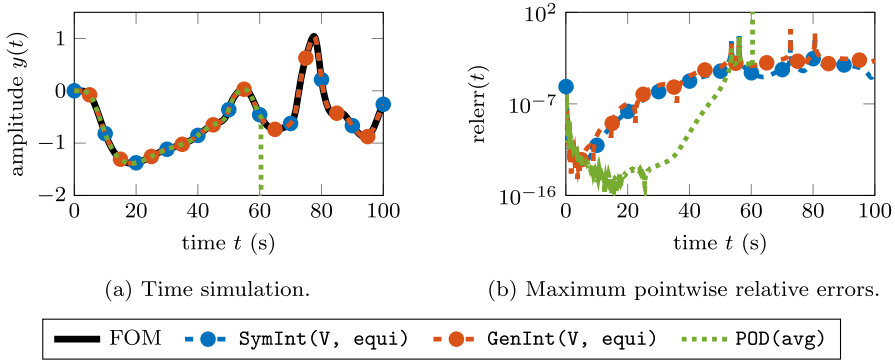 1
0
−1
−2
0
20
40
60
80
100
amplitude y(t)
time t (s)
(a) Time simulation.
10^2
10^−7
10^−16
0
20
40
60
80
100
relerr(t)
time t (s)
(b) Maximum pointwise relative errors.
FOM
SymInt(V, equi)
GenInt(V, equi)
POD(avg)